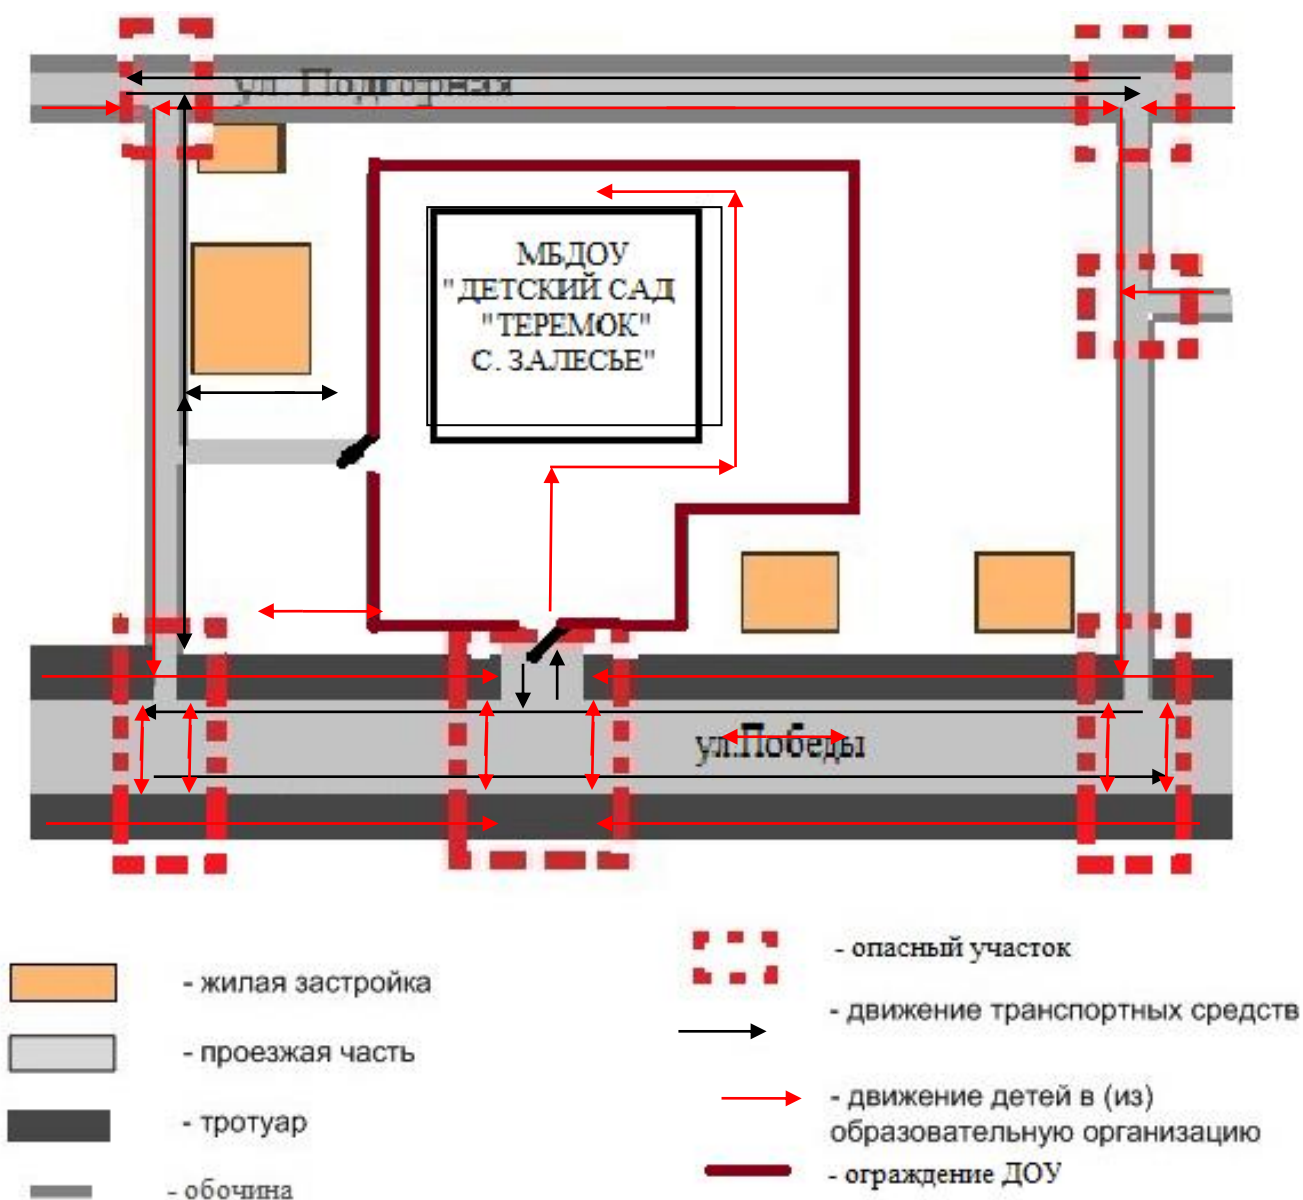 ул. Подгорная
МБДОУ
"ДЕТСКИЙ САД
"ТЕРЕМОК"
С. ЗАЛЕСЬЕ"
ул.Победы
- жилая застройка
- проезжая часть
- тротуар
- обочина
- опасный участок
- движение транспортных средств
- движение детей в (из)
образовательную организацию
- ограждение ДОУ